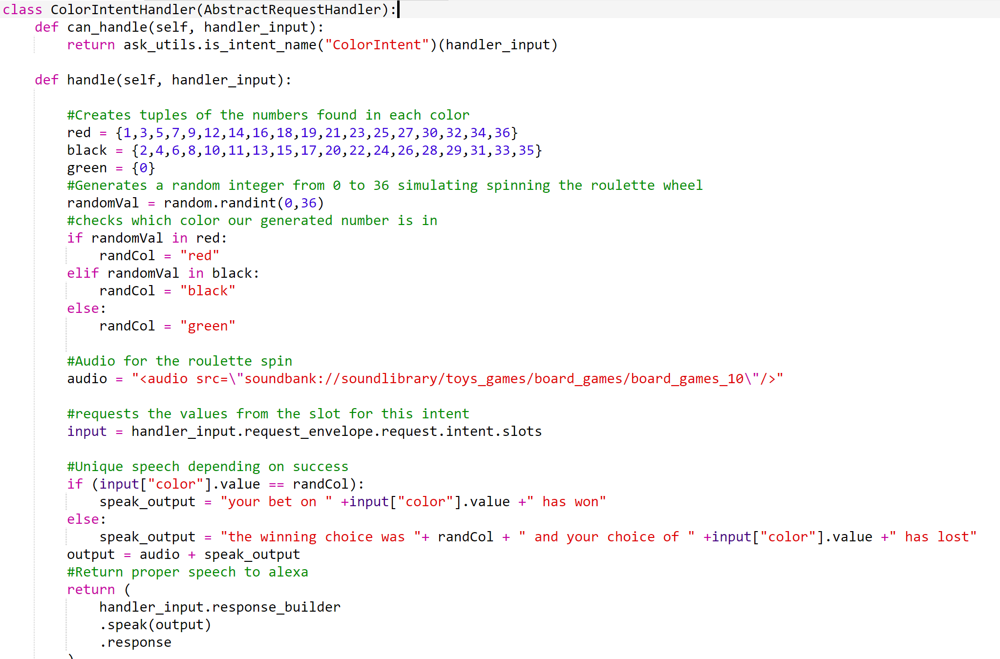 class ColorIntentHandler(AbstractRequestHandler):
    def can_handle(self, handler_input):
        return ask_utils.is_intent_name("ColorIntent")(handler_input)

    def handle(self, handler_input):

        #Creates tuples of the numbers found in each color
        red = {1,3,5,7,9,12,14,16,18,19,21,23,25,27,30,32,34,36}
        black = {2,4,6,8,10,11,13,15,17,20,22,24,26,28,29,31,33,35}
        green = {0}
        #Generates a random integer from 0 to 36 simulating spinning the roulette wheel
        randomVal = random.randint(0,36)
        #checks which color our generated number is in
        if randomVal in red:
            randCol = "red"
        elif randomVal in black:
            randCol = "black"
        else:
            randCol = "green"

        #Audio for the roulette spin
        audio = "<audio src=\"soundbank://soundlibrary/toys_games/board_games/board_games_10\"/>"

        #requests the values from the slot for this intent
        input = handler_input.request_envelope.request.intent.slots

        #Unique speech depending on success
        if (input["color"].value == randCol):
            speak_output = "your bet on " +input["color"].value +" has won"
        else:
            speak_output = "the winning choice was "+ randCol + " and your choice of " +input["color"].value +" has lost"
        output = audio + speak_output
        #Return proper speech to alexa
        return (
            handler_input.response_builder
            .speak(output)
            .response
        )